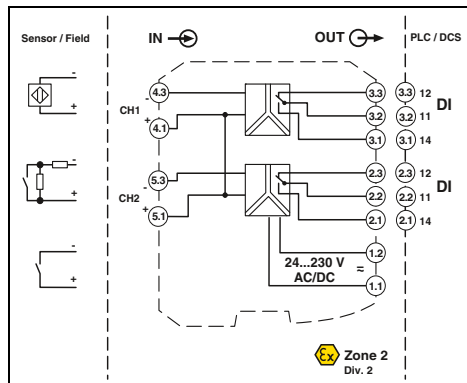 Sensor / Field IN OUT PLC / DCS
- 4.3 3.3 3.3 12
CH1 - 3.2 3.2 11 DI
+ + 4.1 3.1 3.1 14
- 5.3 2.3 2.3 12
CH2 - 2.2 2.2 11 DI
+ + 5.1 2.1 2.1 14
- 24...230 V 1.2
AC/DC ≈
+ 1.1
Ex Zone 2
Div. 2